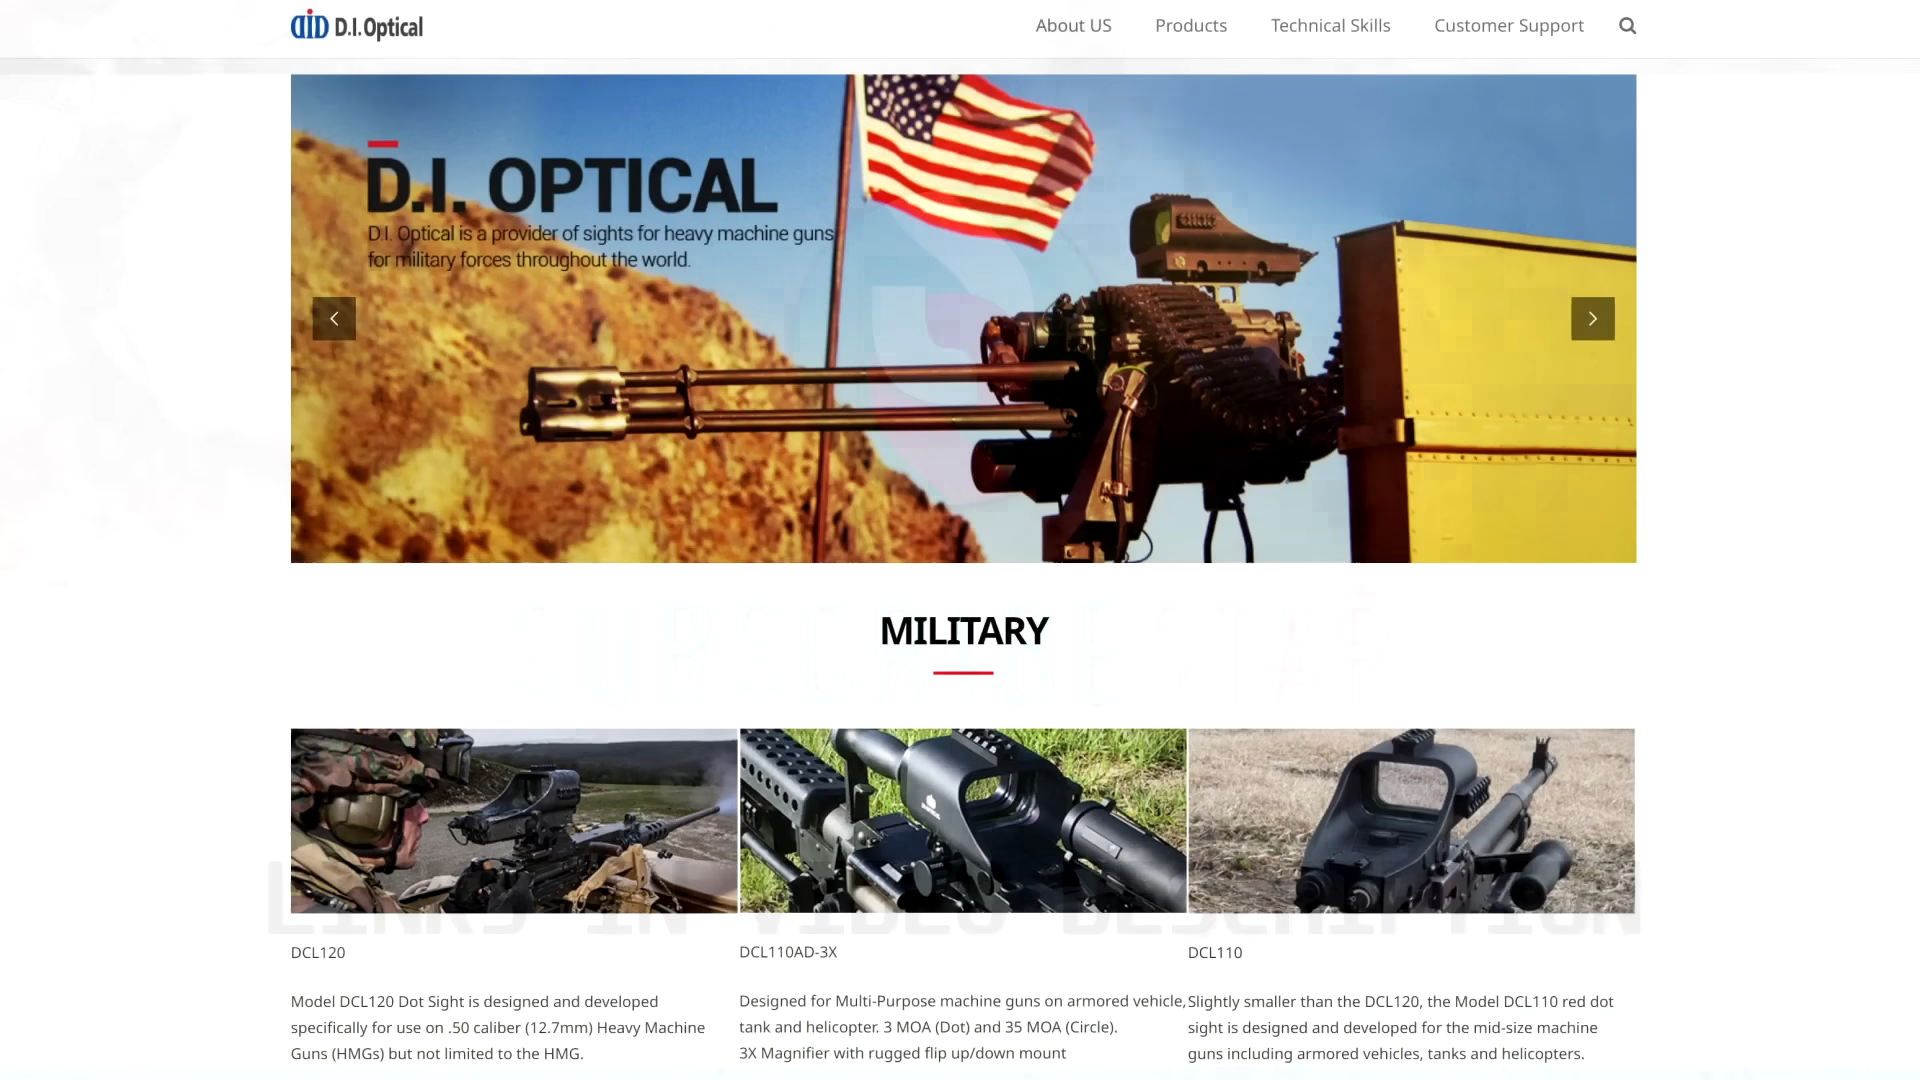 D.I. Optical
About US
Products
Technical Skills
Customer Support
D.I. OPTICAL
D.I. Optical is a provider of sights for heavy machine guns
for military forces throughout the world.
MILITARY
LINKS IN VIDEO DESCRIPTION
DCL120
Model DCL120 Dot Sight is designed and developed
specifically for use on .50 caliber (12.7mm) Heavy Machine
Guns (HMGs) but not limited to the HMG.
DCL110AD-3X
Designed for Multi-Purpose machine guns on armored vehicle,
tank and helicopter. 3 MOA (Dot) and 35 MOA (Circle).
3X Magnifier with rugged flip up/down mount
DCL110
Slightly smaller than the DCL120, the Model DCL110 red dot
sight is designed and developed for the mid-size machine
guns including armored vehicles, tanks and helicopters.